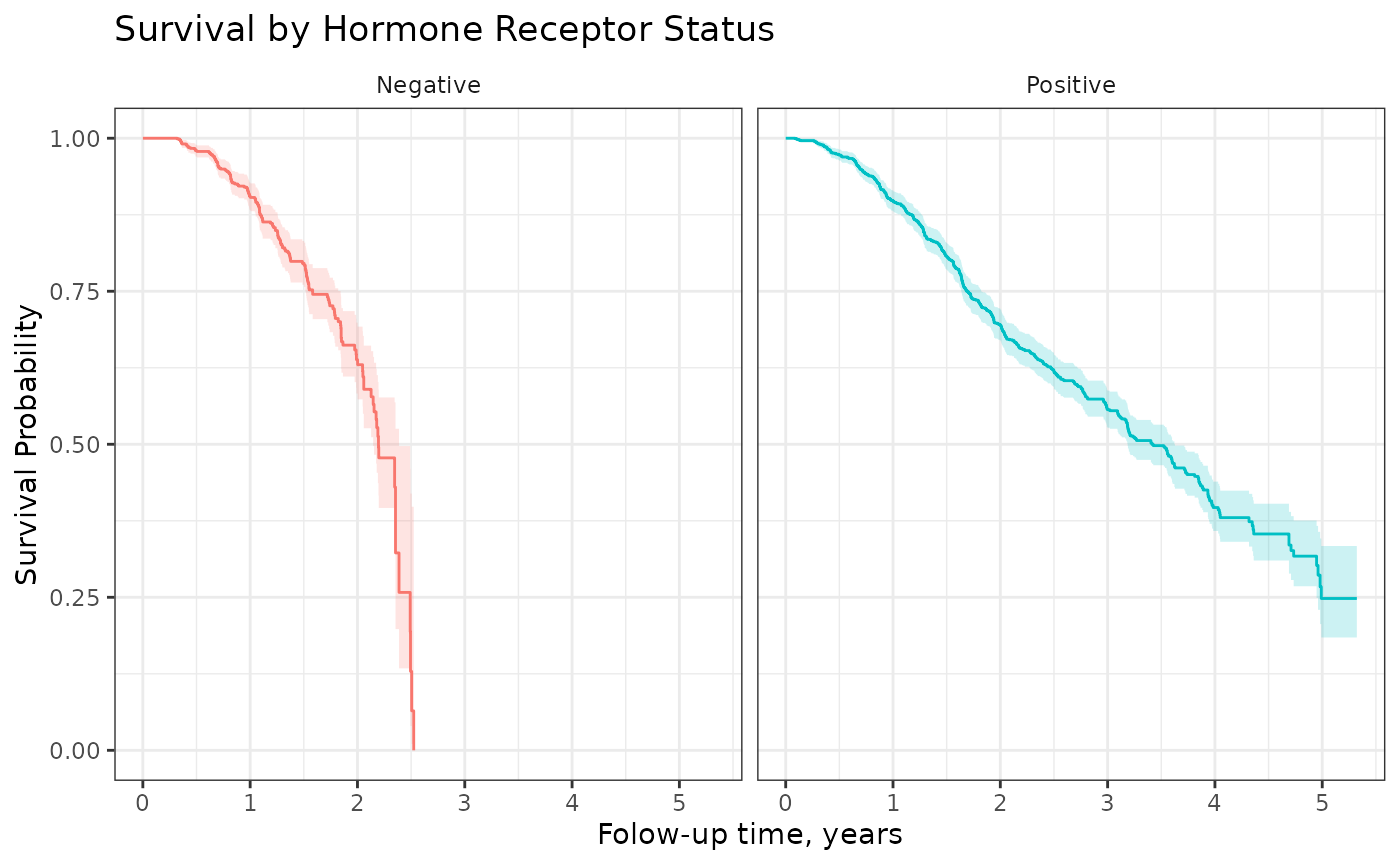 Survival by Hormone Receptor Status
Negative
Positive
Survival Probability
1.00
0.75
0.50
0.25
0.00
0 1 2 3 4 5
0 1 2 3 4 5
Folow-up time, years